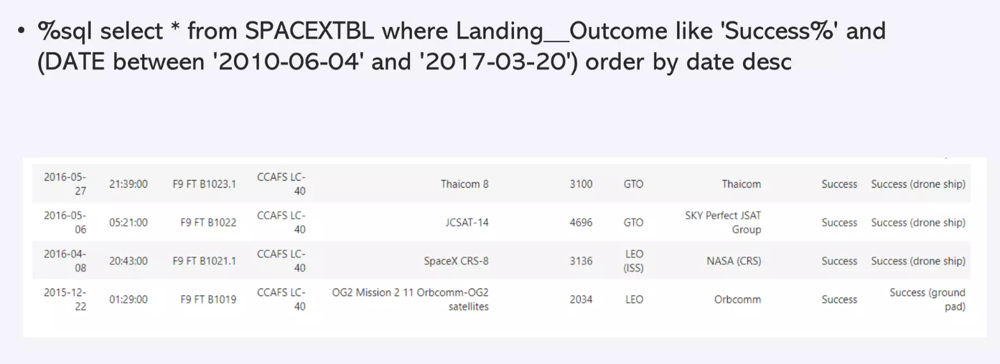 • %sql select * from SPACEXTBL where Landing__Outcome like 'Success%' and
(DATE between '2010-06-04' and '2017-03-20') order by date desc
2016-05-
27 21:39:00 F9 FT B1023.1 CCAFS LC-
40 Thaicom 8 3100 GTO Thaicom Success Success (drone ship)
2016-05-
06 05:21:00 F9 FT B1022 CCAFS LC-
40 JCSAT-14 4696 GTO SKY Perfect JSAT
Group Success Success (drone ship)
2016-04-
08 20:43:00 F9 FT B1021.1 CCAFS LC-
40 SpaceX CRS-8 3136 LEO
(ISS) NASA (CRS) Success Success (drone ship)
2015-12-
22 01:29:00 F9 FT B1019 CCAFS LC-
40 OG2 Mission 2 11 Orbcomm-OG2
satellites 2034 LEO Orbcomm Success Success (ground
pad)